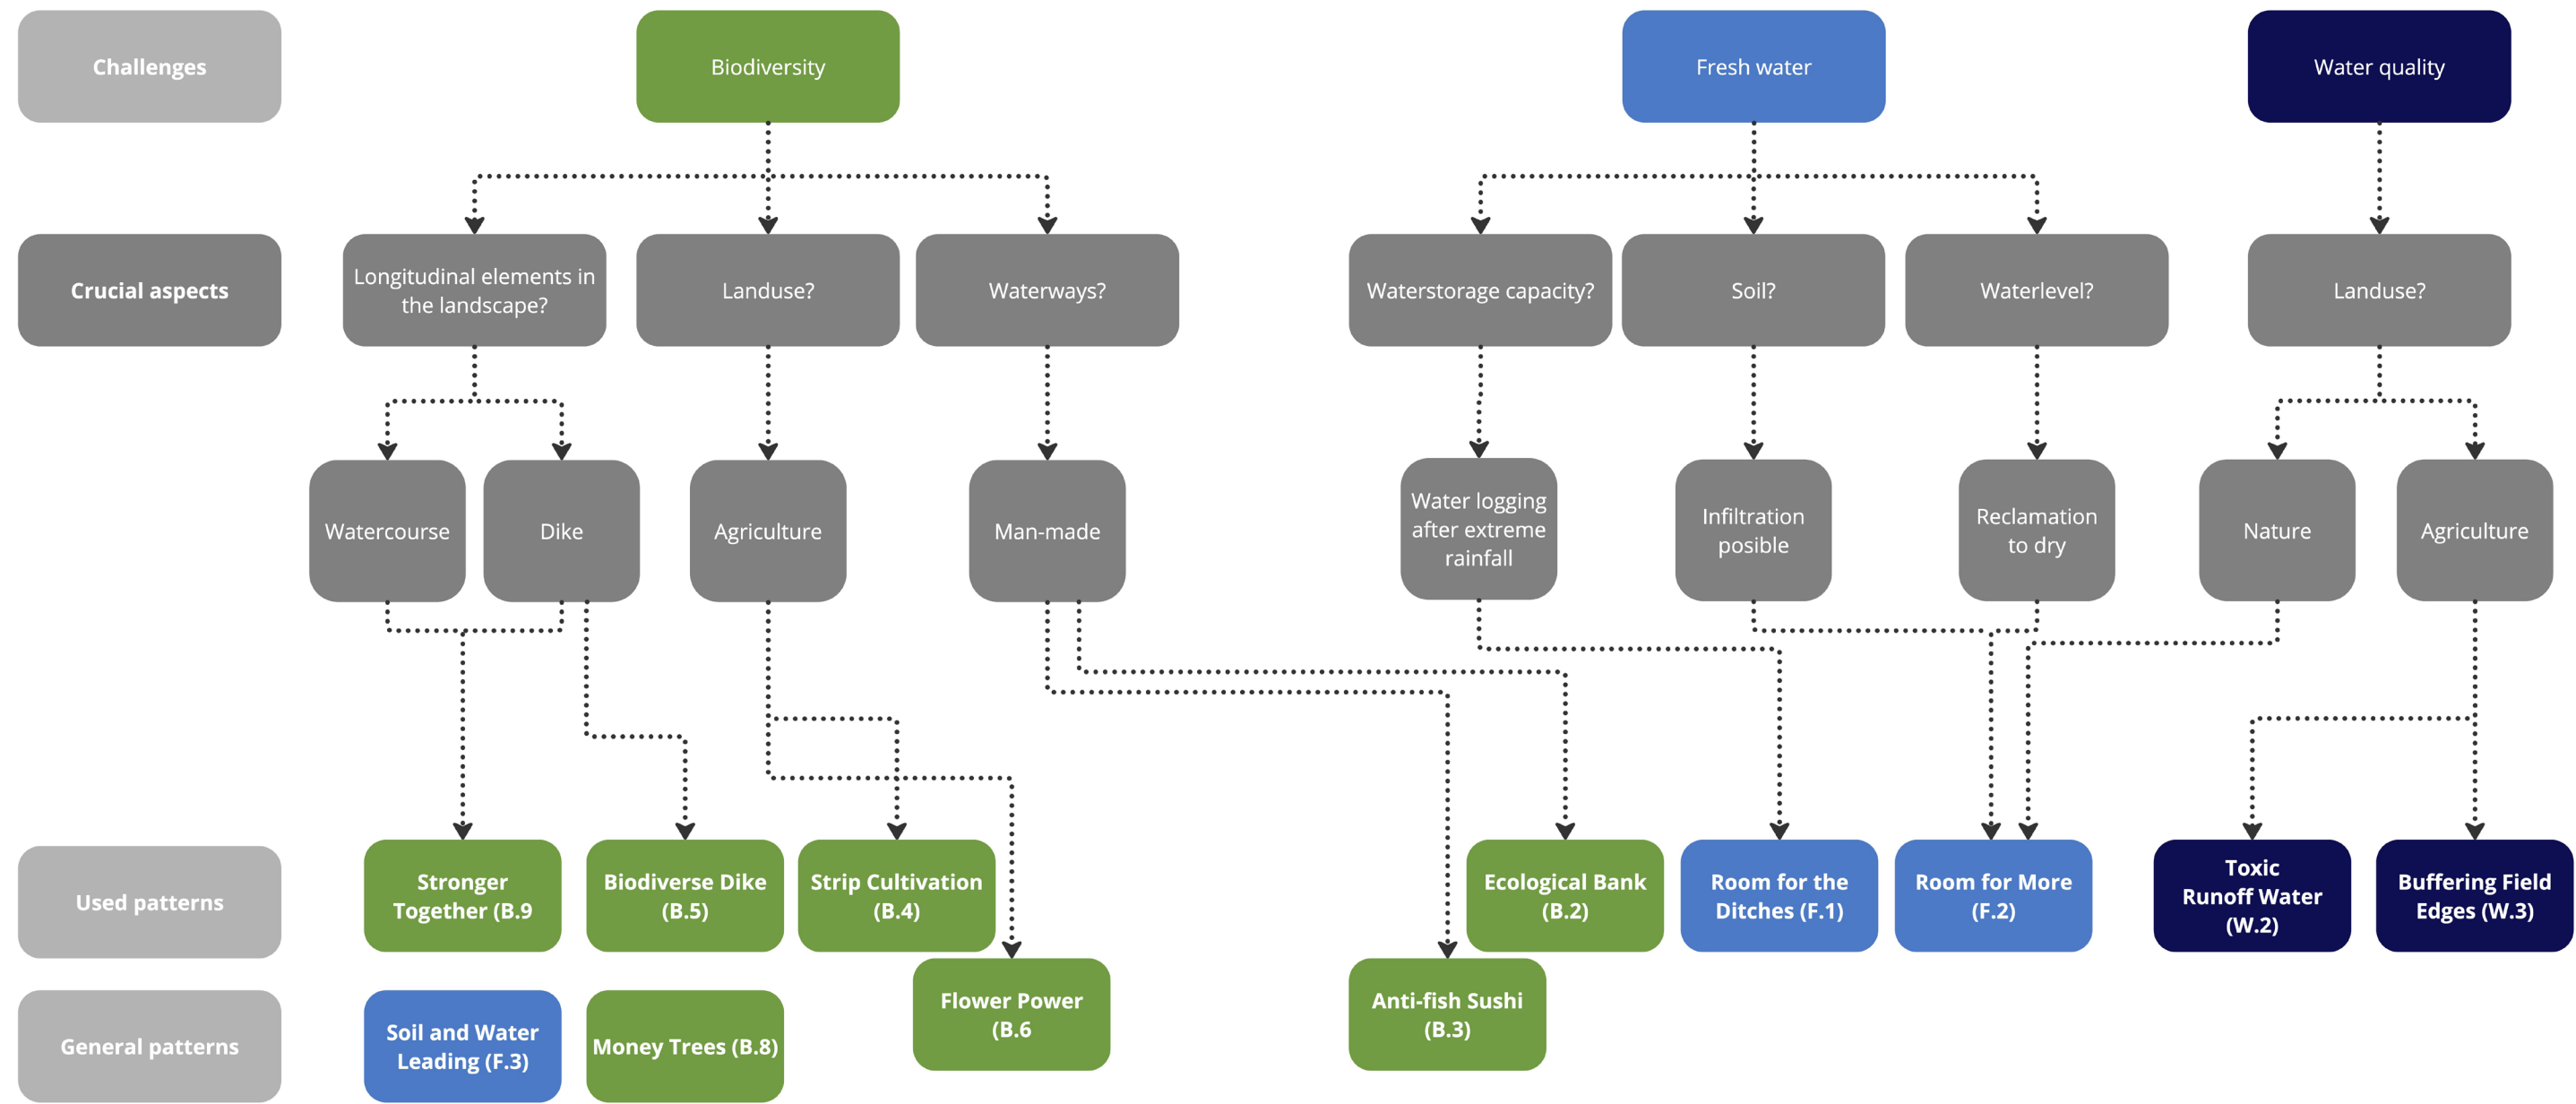 Challenges
Biodiversity
Fresh water
Water quality
Crucial aspects
Longitudinal elements in
the landscape?
Landuse?
Waterways?
Waterstorage capacity?
Soil?
Waterlevel?
Landuse?
Watercourse
Dike
Agriculture
Man-made
Water logging
after extreme
rainfall
Infiltration
posible
Reclamation
to dry
Nature
Agriculture
Used patterns
Stronger
Together (B.9
Biodiverse Dike
(B.5)
Strip Cultivation
(B.4)
Ecological Bank
(B.2)
Room for the
Ditches (F.1)
Room for More
(F.2)
Toxic
Runoff Water
(W.2)
Buffering Field
Edges (W.3)
Flower Power
(B.6
Anti-fish Sushi
(B.3)
General patterns
Soil and Water
Leading (F.3)
Money Trees (B.8)